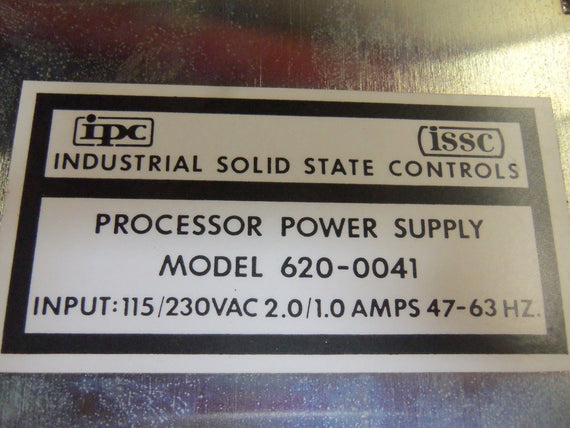 ipc issc
INDUSTRIAL SOLID STATE CONTROLS
PROCESSOR POWER SUPPLY
MODEL 620-0041
INPUT:115/230VAC 2.0/1.0 AMPS 47-63 HZ.